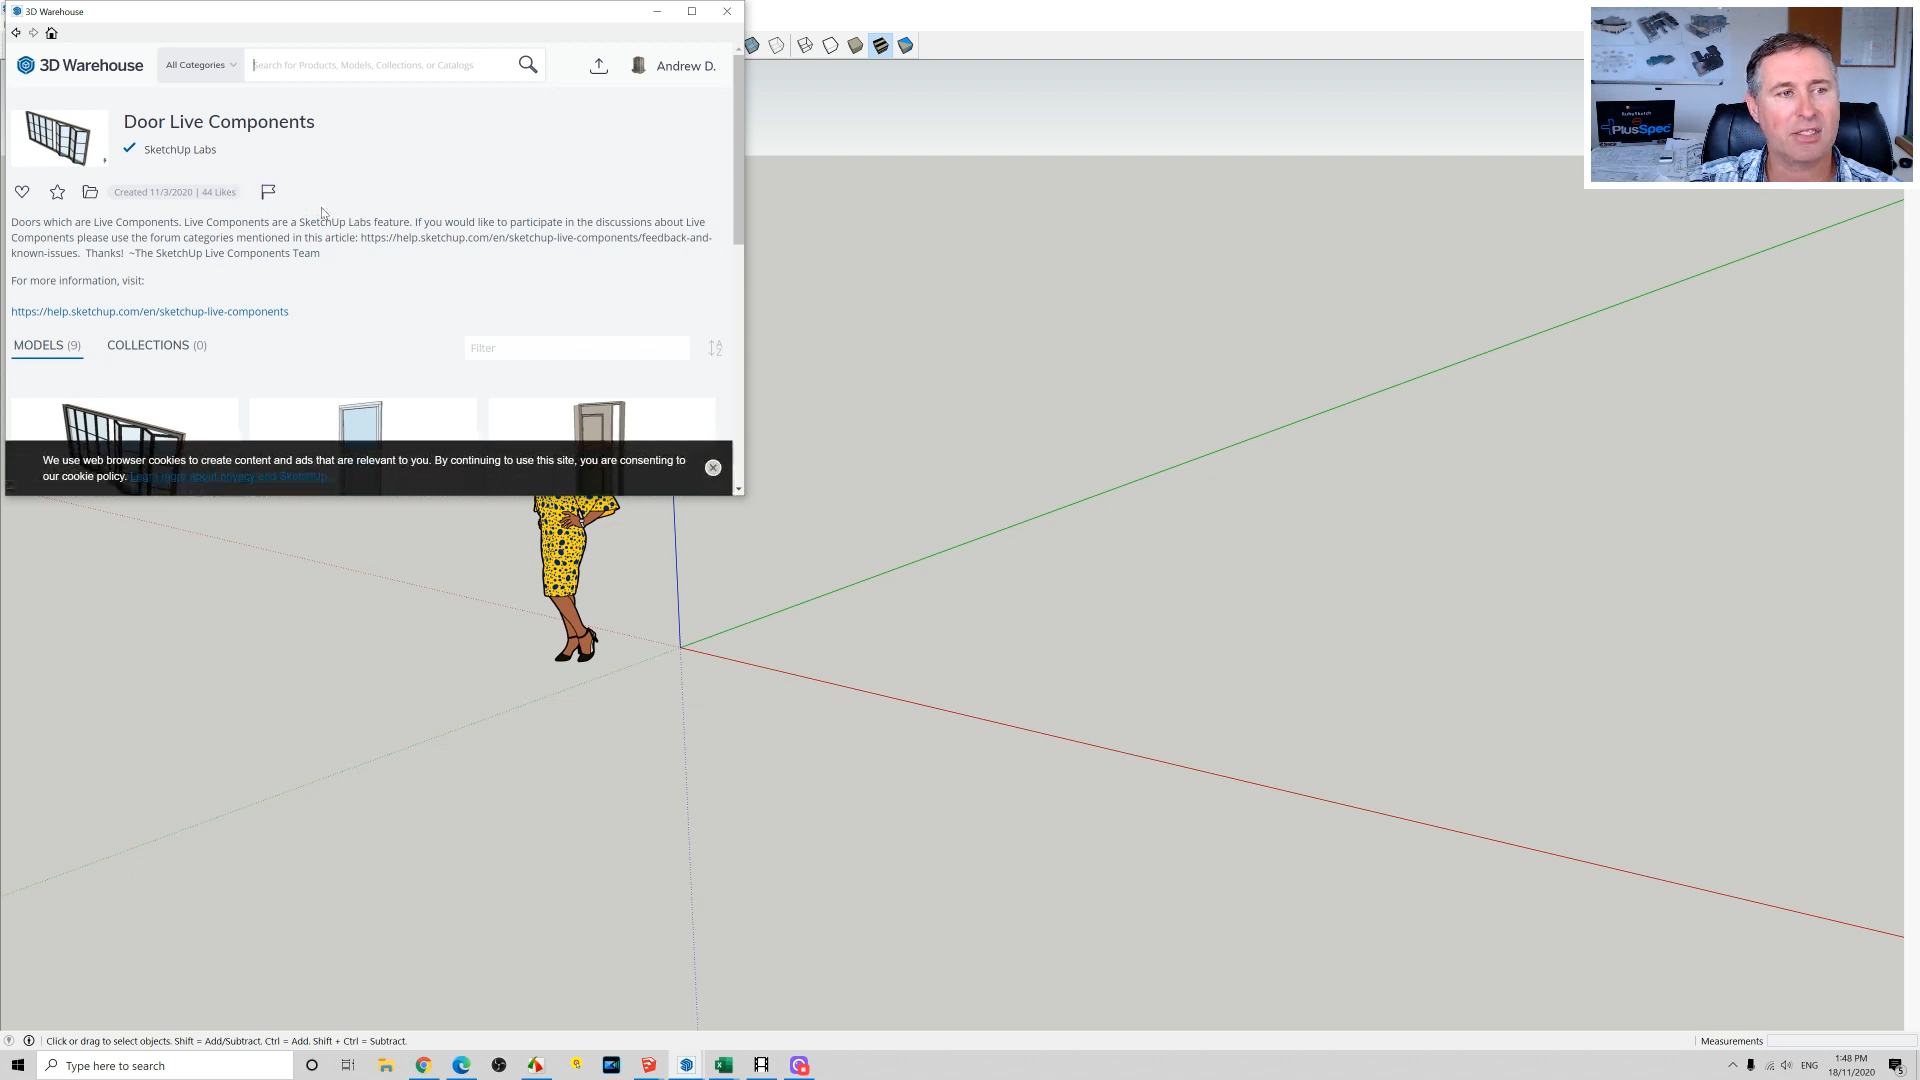 3D Warehouse
3D Warehouse
All Categories
Search for Products, Models, Collections, or Catalogs
Andrew D.
Door Live Components
SketchUp Labs
Created 11/3/2020 | 44 Likes
Doors which are Live Components. Live Components are a SketchUp Labs feature. If you would like to participate in the discussions about Live
Components please use the forum categories mentioned in this article: https://help.sketchup.com/en/sketchup-live-components/feedback-and-
known-issues.  Thanks!  ~The SketchUp Live Components Team
For more information, visit:
https://help.sketchup.com/en/sketchup-live-components
MODELS (9)
COLLECTIONS (0)
Filter
A
Z
We use web browser cookies to create content and ads that are relevant to you. By continuing to use this site, you are consenting to
our cookie policy. Learn more about privacy and SketchUp.
PlusSpec
Click or drag to select objects. Shift = Add/Subtract. Ctrl = Add. Shift + Ctrl = Subtract.
Measurements
Type here to search
ENG
1:48 PM
18/11/2020
5